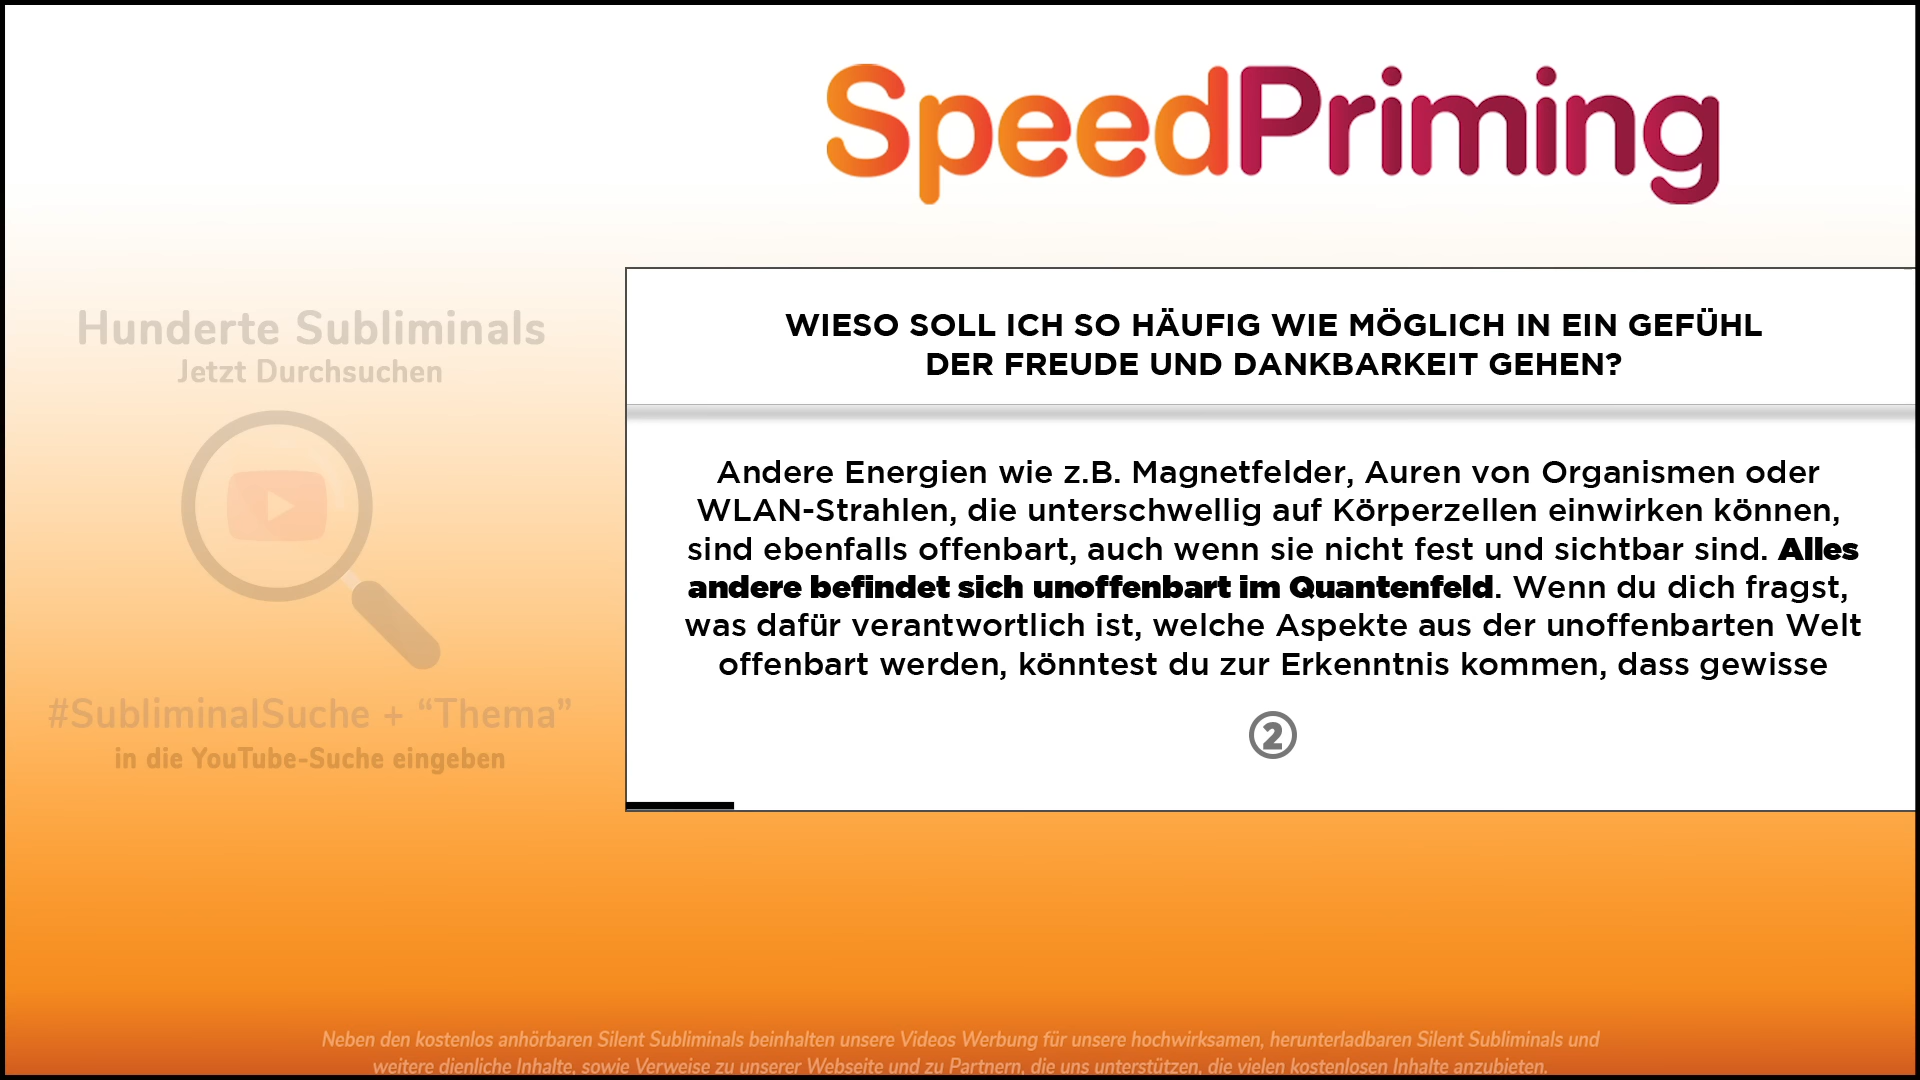 SpeedPriming
Hunderte Subliminals
Jetzt Durchsuchen
#SubliminalSuche + “Thema”
in die YouTube-Suche eingeben
WIESO SOLL ICH SO HÄUFIG WIE MÖGLICH IN EIN GEFÜHL
DER FREUDE UND DANKBARKEIT GEHEN?
Andere Energien wie z.B. Magnetfelder, Auren von Organismen oder
WLAN-Strahlen, die unterschwellig auf Körperzellen einwirken können,
sind ebenfalls offenbart, auch wenn sie nicht fest und sichtbar sind. Alles
andere befindet sich unoffenbart im Quantenfeld. Wenn du dich fragst,
was dafür verantwortlich ist, welche Aspekte aus der unoffenbarten Welt
offenbart werden, könntest du zur Erkenntnis kommen, dass gewisse
2
Neben den kostenlos anhörbaren Silent Subliminals beinhalten unsere Videos Werbung für unsere hochwirksamen, herunterladbaren Silent Subliminals und
weitere dienliche Inhalte, sowie Verweise zu unserer Webseite und zu Partnern, die uns unterstützen, die vielen kostenlosen Inhalte anzubieten.